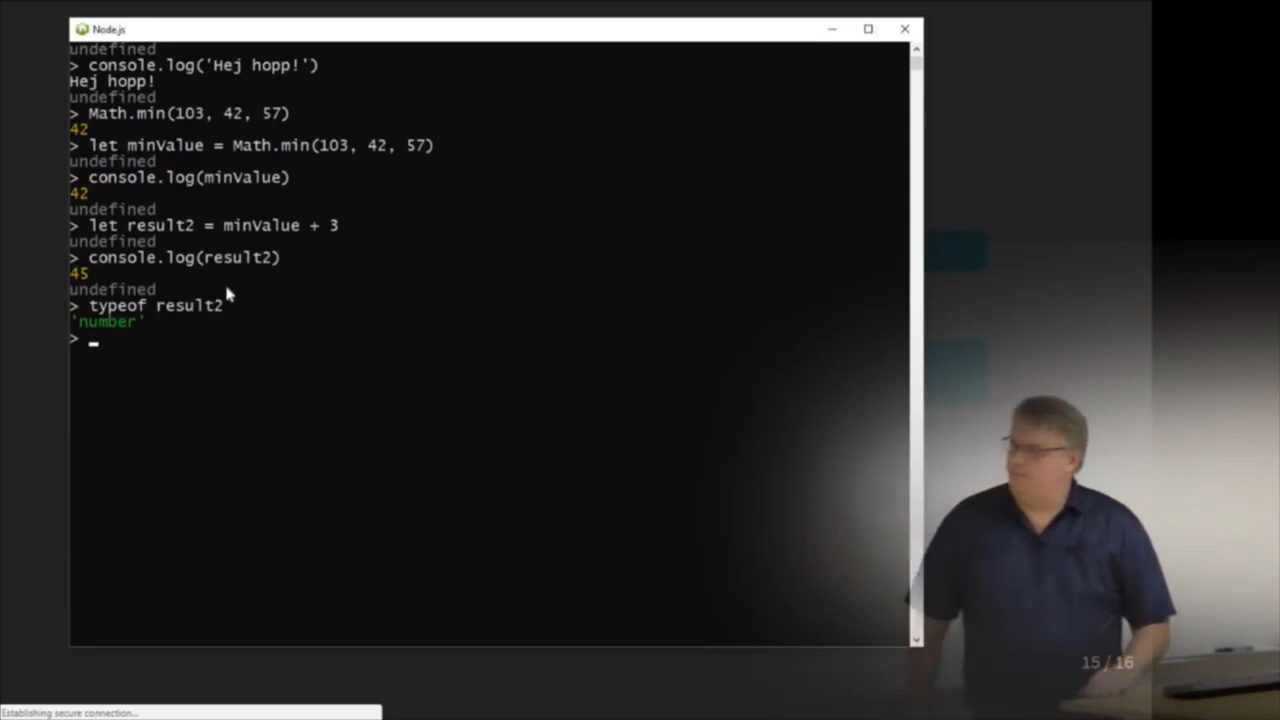 Node.js
undefined
> console.log('Hej hopp!')
Hej hopp!
undefined
> Math.min(103, 42, 57)
42
> let minValue = Math.min(103, 42, 57)
undefined
> console.log(minValue)
42
undefined
> let result2 = minValue + 3
undefined
> console.log(result2)
45
undefined
> typeof result2
'number'
>
15/16
Establishing secure connection...